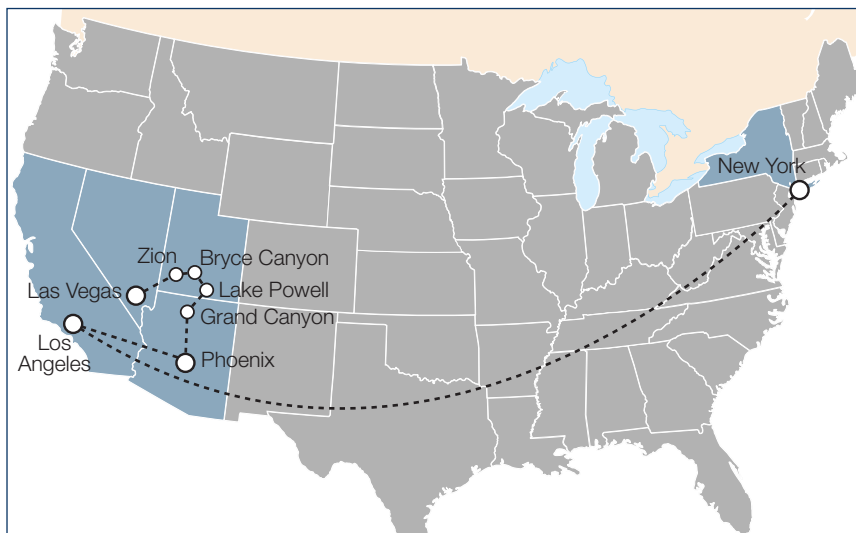 New York
Zion
Bryce Canyon
Las Vegas
Lake Powell
Grand Canyon
Los
Angeles
Phoenix